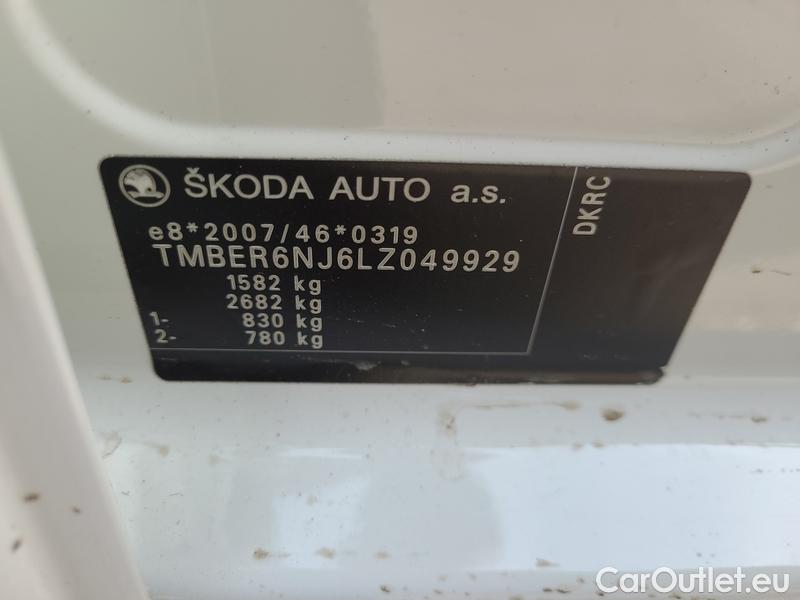 ŠKODA AUTO a.s.
e8*2007/46*0319
TMBER6NJ6LZ049929
1582 kg
2682 kg
1- 830 kg
2- 780 kg
DKRC
CarOutlet.eu